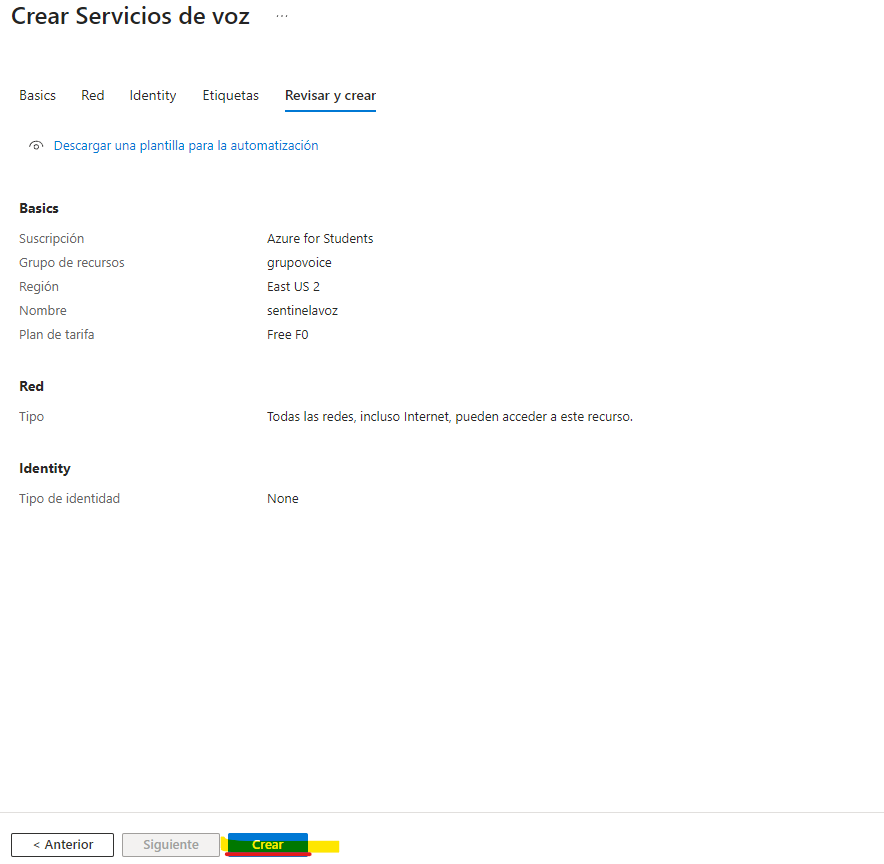 Crear Servicios de voz ...
Basics Red Identity Etiquetas Revisar y crear
Descargar una plantilla para la automatización
Basics
Suscripción Azure for Students
Grupo de recursos grupovoice
Región East US 2
Nombre sentinelavoz
Plan de tarifa Free F0
Red
Tipo Todas las redes, incluso Internet, pueden acceder a este recurso.
Identity
Tipo de identidad None
< Anterior Siguiente Crear